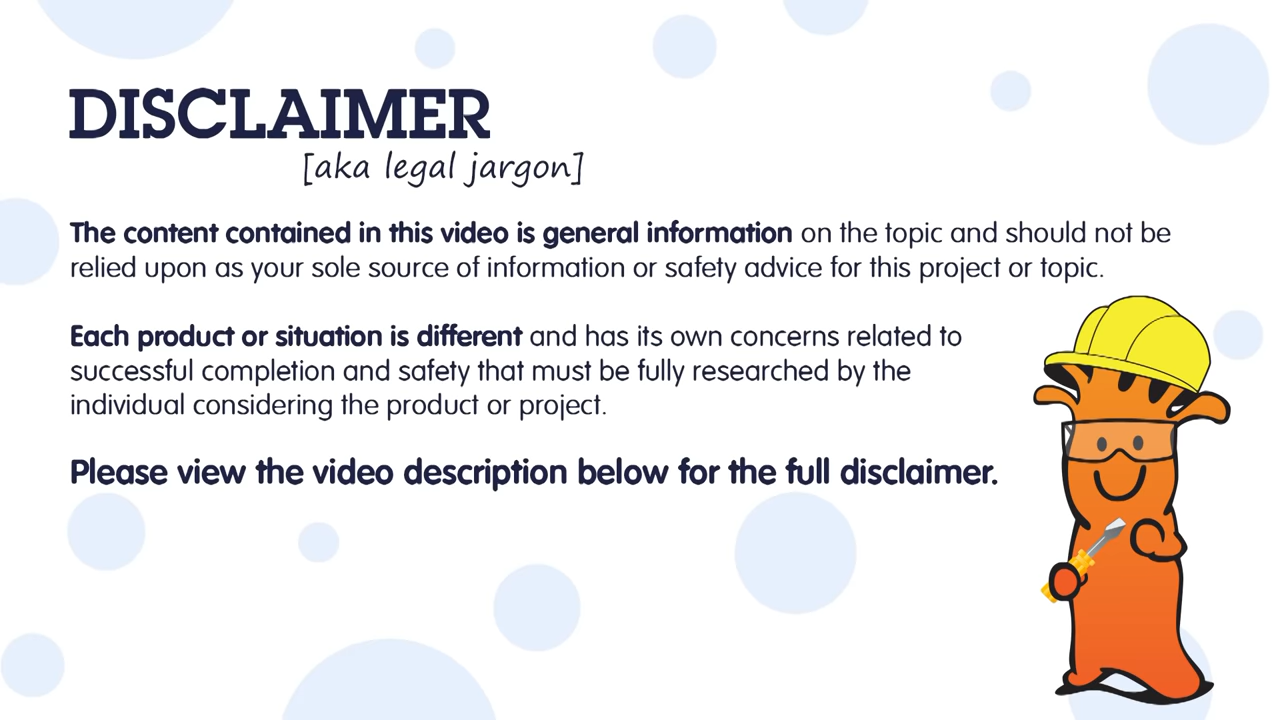 DISCLAIMER
[aka legal jargon]
The content contained in this video is general information on the topic and should not be
relied upon as your sole source of information or safety advice for this project or topic.
Each product or situation is different and has its own concerns related to
successful completion and safety that must be fully researched by the
individual considering the product or project.
Please view the video description below for the full disclaimer.